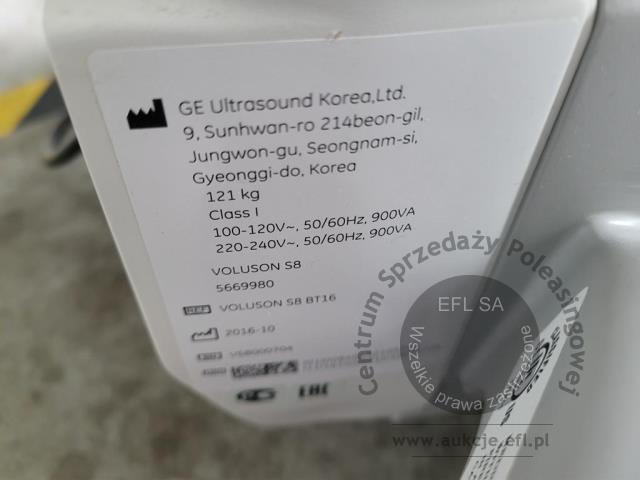 GE Ultrasound Korea,Ltd.
9, Sunhwan-ro 214beon-gil,
Jungwon-gu, Seongnam-si,
Gyeonggi-do, Korea
121 kg
Class I
100-120V~, 50/60Hz, 900VA
220-240V~, 50/60Hz, 900VA
VOLUSON S8
5669980
REF VOLUSON S8 BT16
2016-10
EAC
Centrum Sprzedaży Poleasingowej
EFL SA
Wszelkie prawa zastrzeżone
www.aukcje.efl.pl